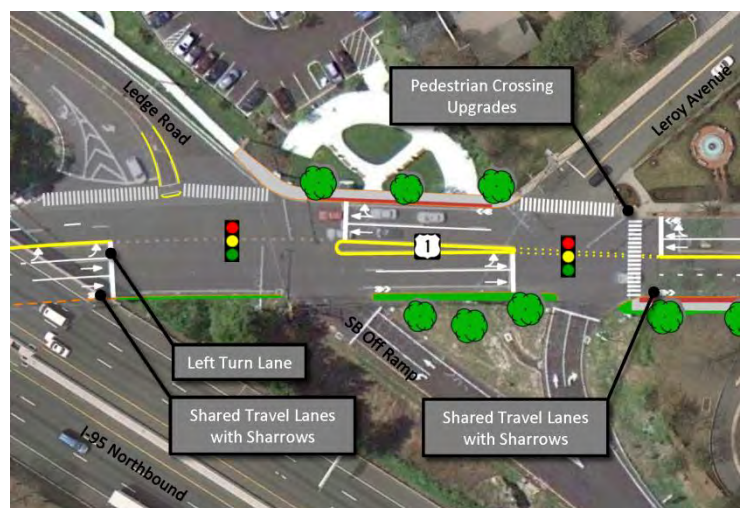 Ledge Road
Pedestrian Crossing
Upgrades
Leroy Avenue
1
Left Turn Lane
SB Off Ramp
Shared Travel Lanes
with Sharrows
Shared Travel Lanes
with Sharrows
I-95 Northbound